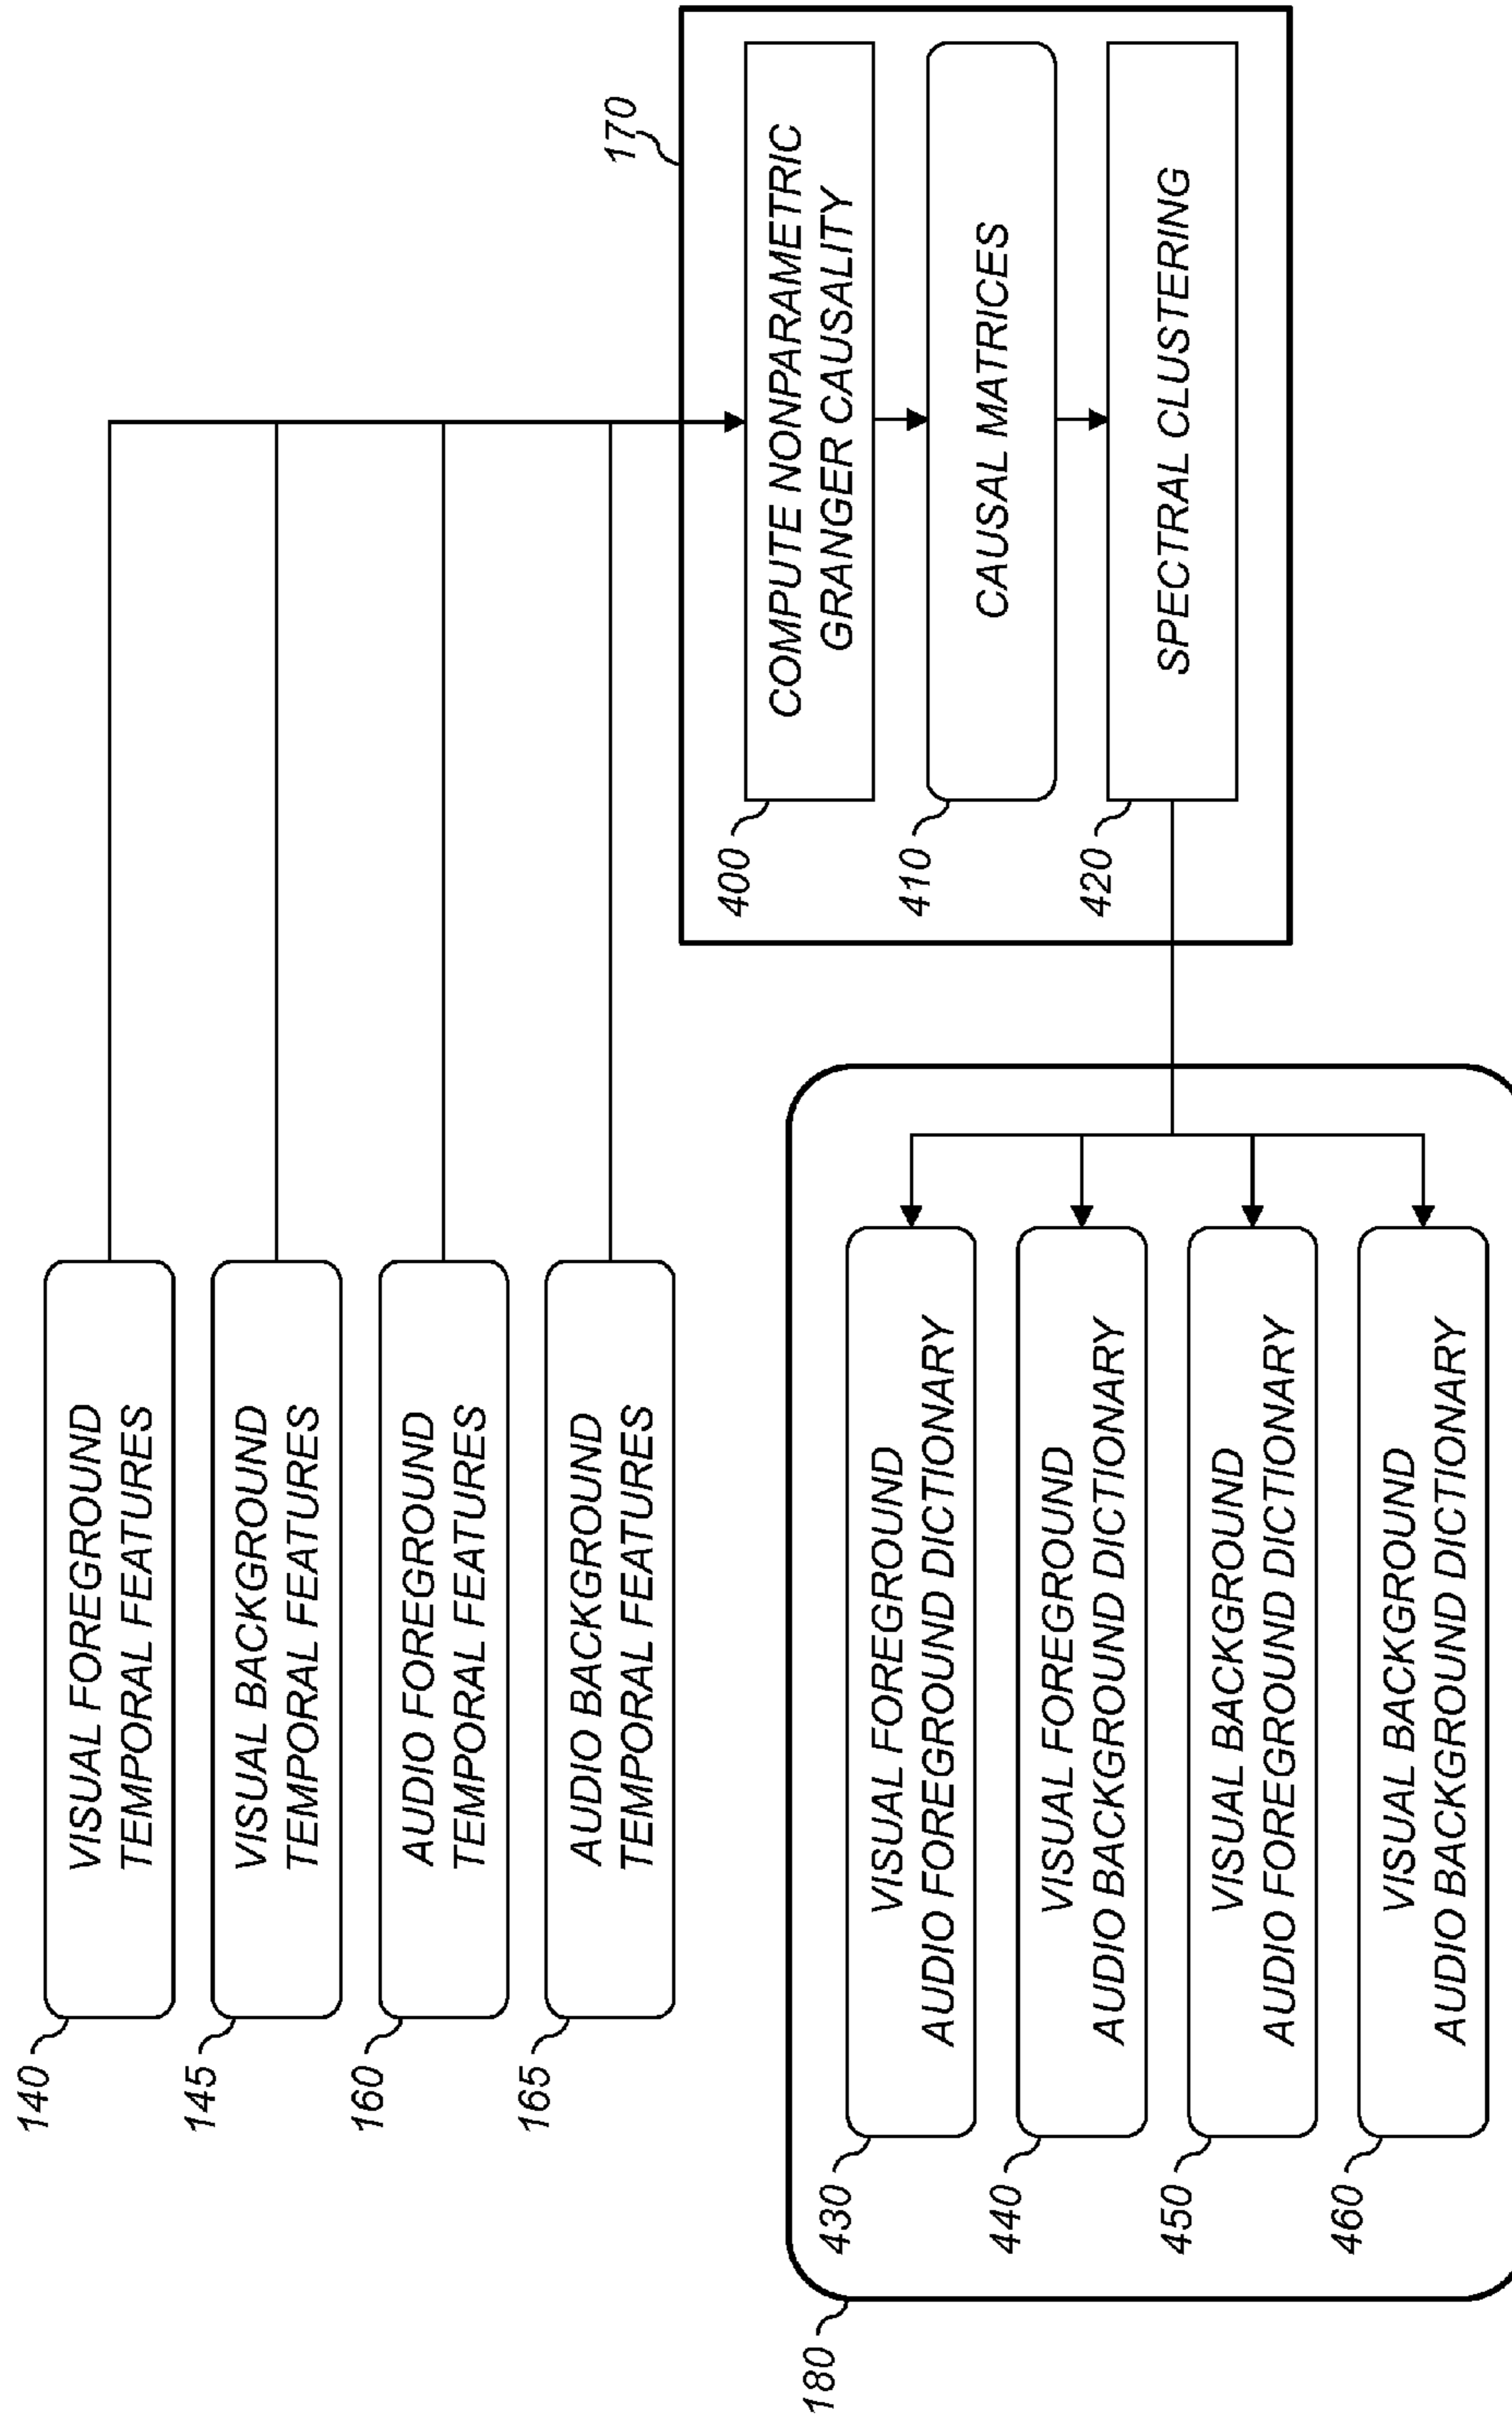 140
VISUAL FOREGROUND
TEMPORAL FEATURES
145
VISUAL BACKGROUND
TEMPORAL FEATURES
160
AUDIO FOREGROUND
TEMPORAL FEATURES
165
AUDIO BACKGROUND
TEMPORAL FEATURES
170
400
COMPUTE NONPARAMETRIC
GRANGER CAUSALITY
410
CAUSAL MATRICES
420
SPECTRAL CLUSTERING
180
430
VISUAL FOREGROUND
AUDIO FOREGROUND DICTIONARY
440
VISUAL FOREGROUND
AUDIO BACKGROUND DICTIONARY
450
VISUAL BACKGROUND
AUDIO FOREGROUND DICTIONARY
460
VISUAL BACKGROUND
AUDIO BACKGROUND DICTIONARY